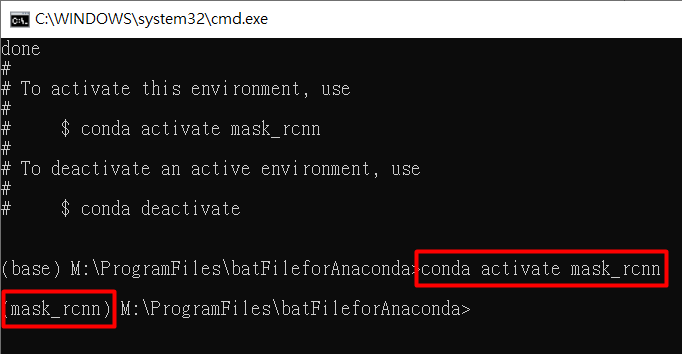 C:\WINDOWS\system32\cmd.exe
done
#
# To activate this environment, use
#
#     $ conda activate mask_rcnn
#
# To deactivate an active environment, use
#
#     $ conda deactivate
(base) M:\ProgramFiles\batFileforAnaconda>conda activate mask_rcnn
(mask_rcnn) M:\ProgramFiles\batFileforAnaconda>